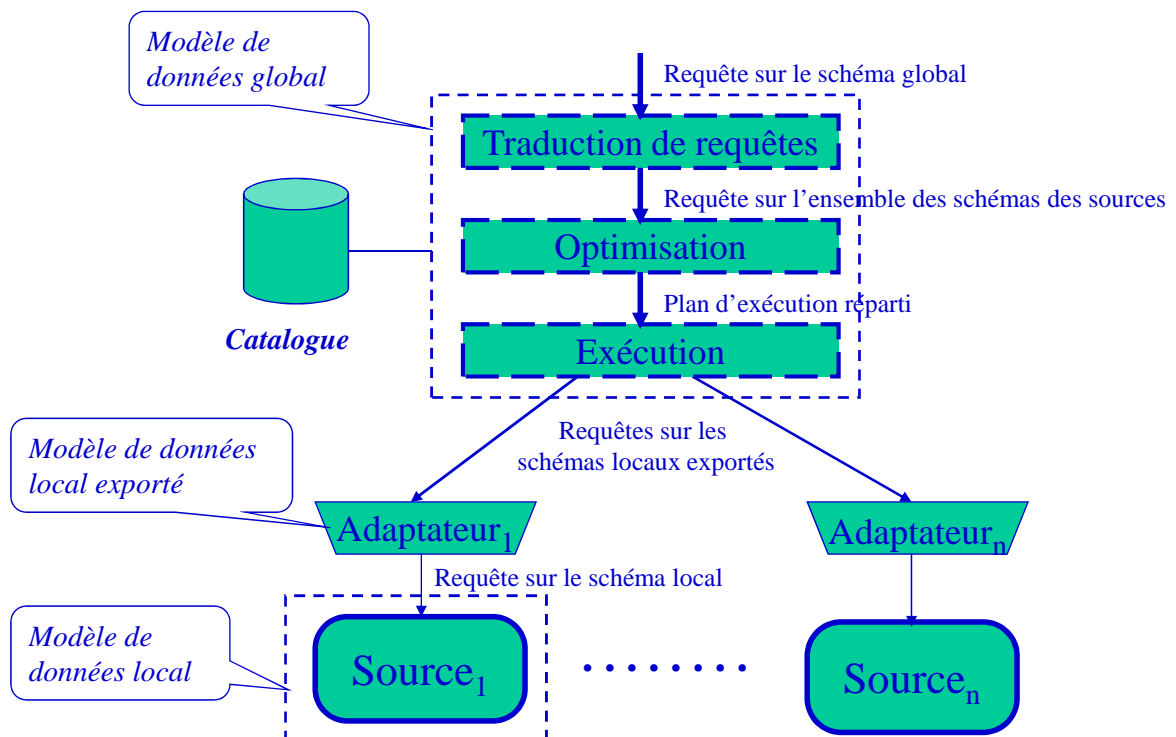 Modèle de
données global
Requête sur le schéma global
Traduction de requêtes
Requête sur l’ensemble des schémas des sources
Optimisation
Plan d’exécution réparti
Catalogue
Exécution
Modèle de données
local exporté
Requêtes sur les
schémas locaux exportés
Adaptateur1
Adaptateurn
Requête sur le schéma local
Modèle de
données local
Source1
Sourcen